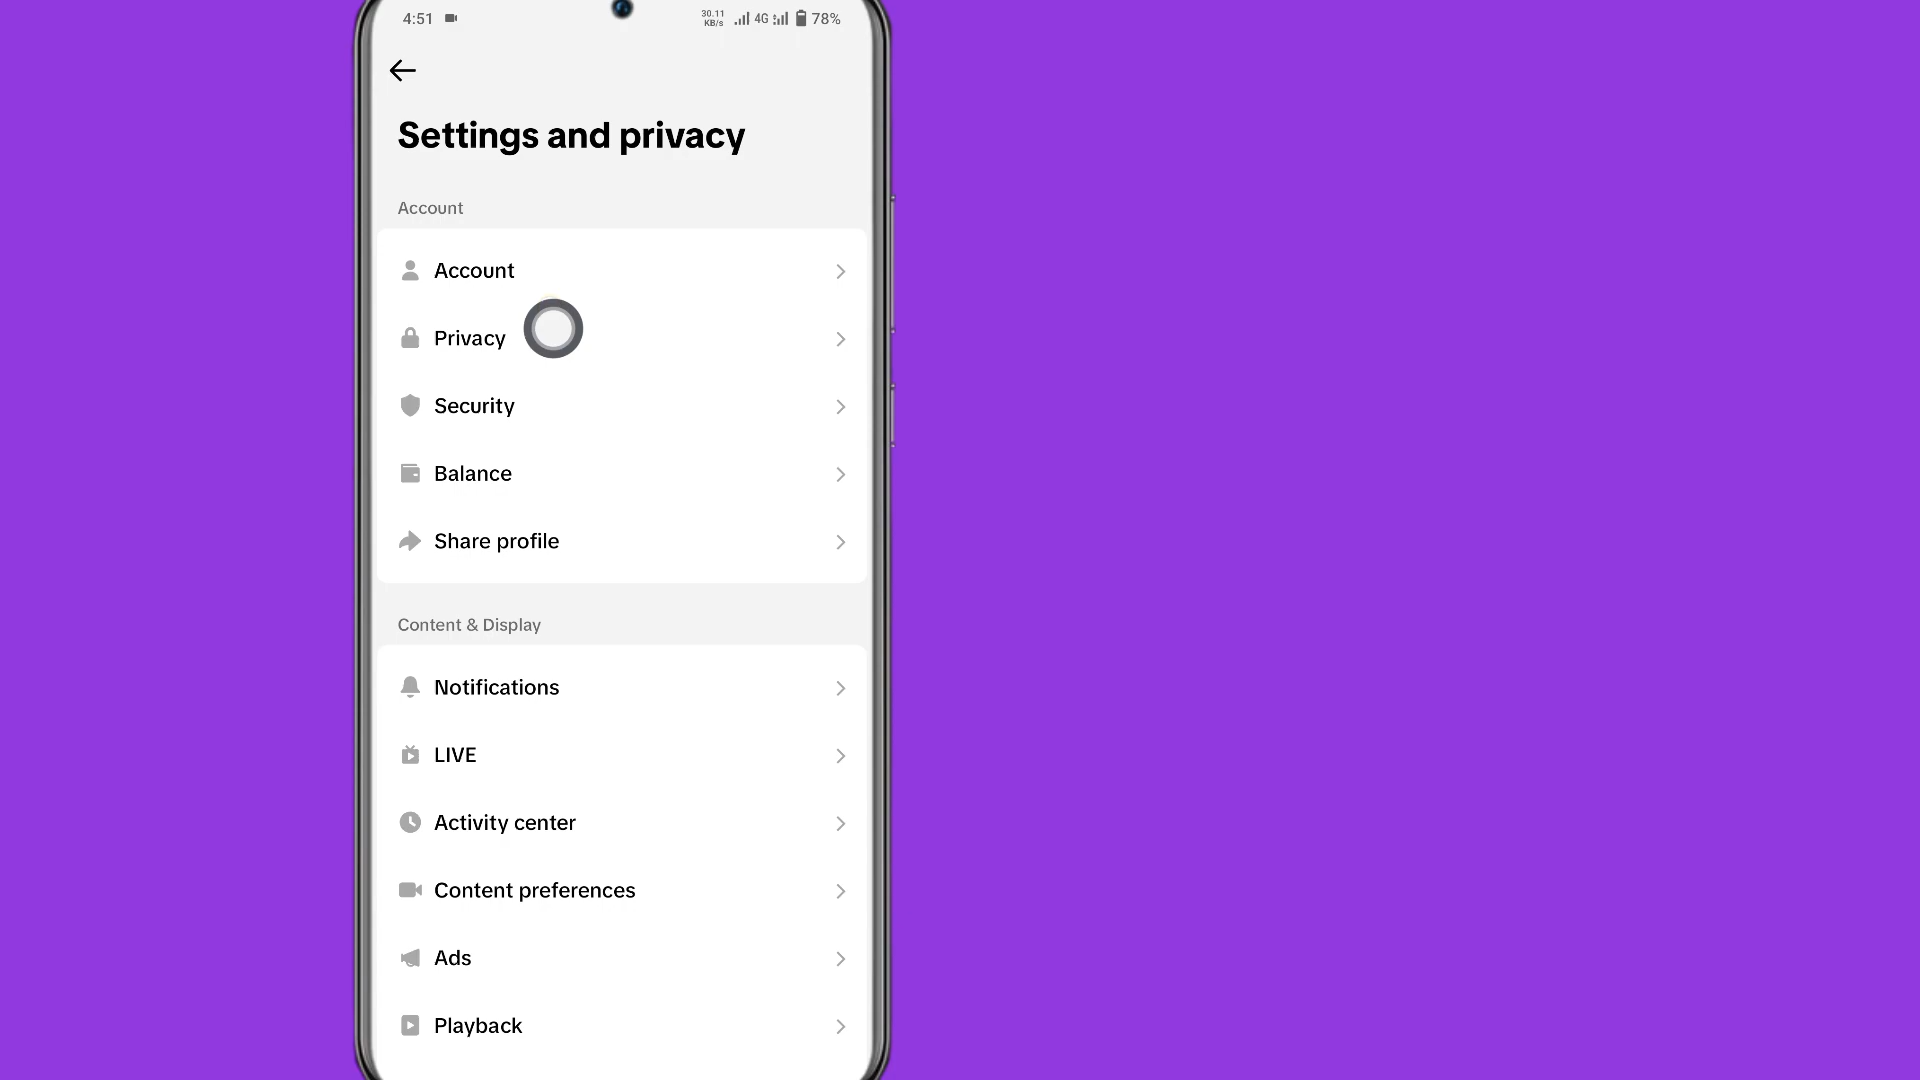 4:51
30.11 KB/s 4G 78%
Settings and privacy
Account
Account
Privacy
Security
Balance
Share profile
Content & Display
Notifications
LIVE
Activity center
Content preferences
Ads
Playback